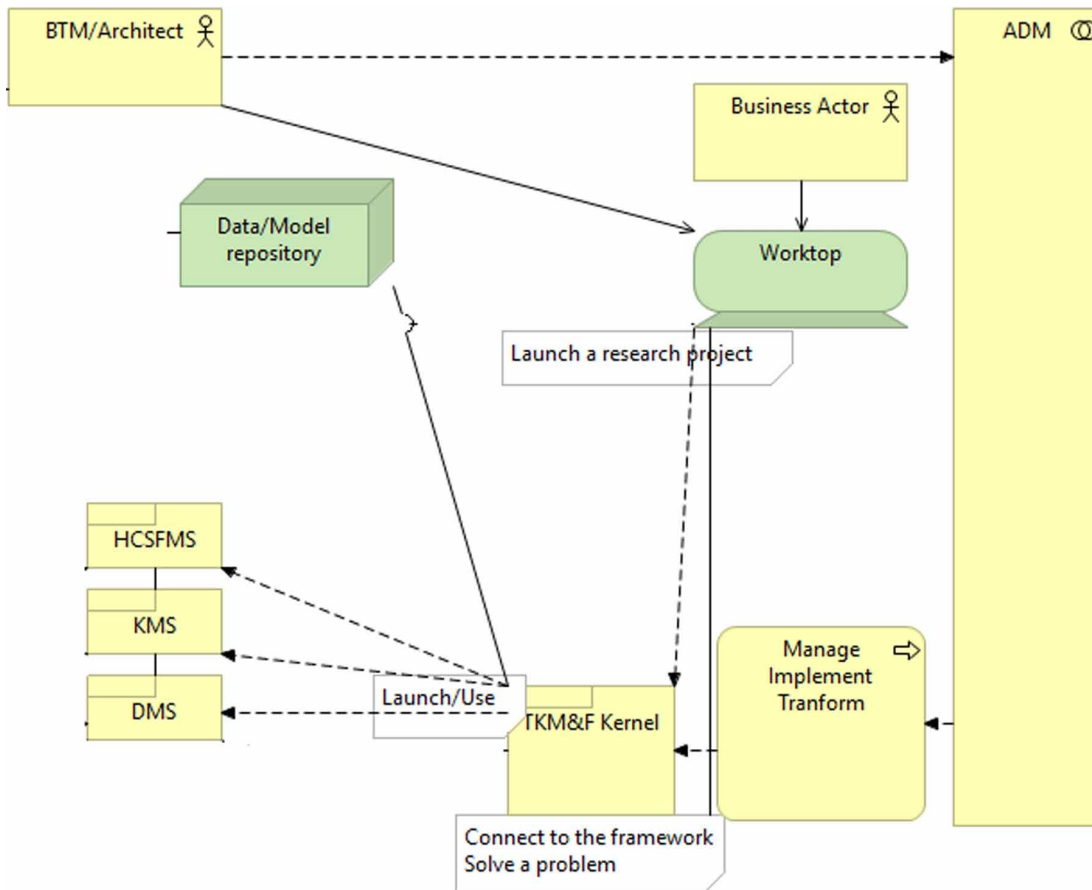 BTM/Architect
ADM
Business Actor
Data/Model
repository
Worktop
Launch a research project
HCSFMS
KMS
DMS
Launch/Use
TKM&F Kernel
Manage
Implement
Tranform
Connect to the framework
Solve a problem